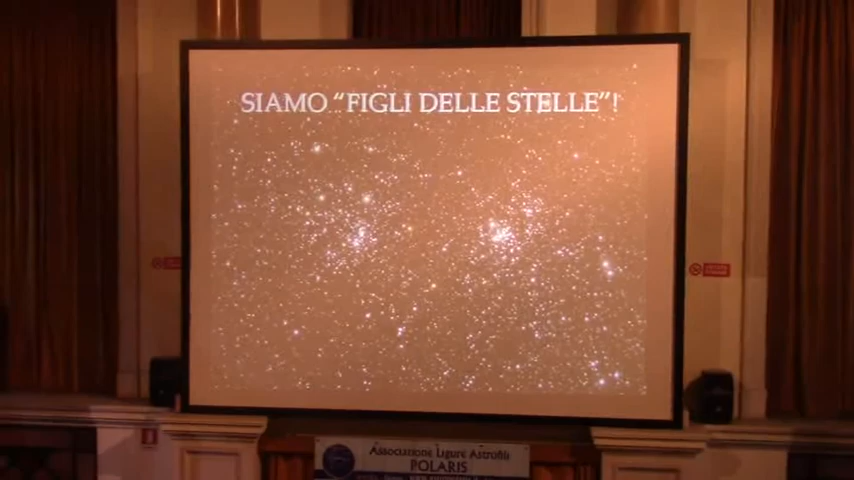 SIAMO “FIGLI DELLE STELLE”!
Associazione Ligure Astrofili
POLARIS